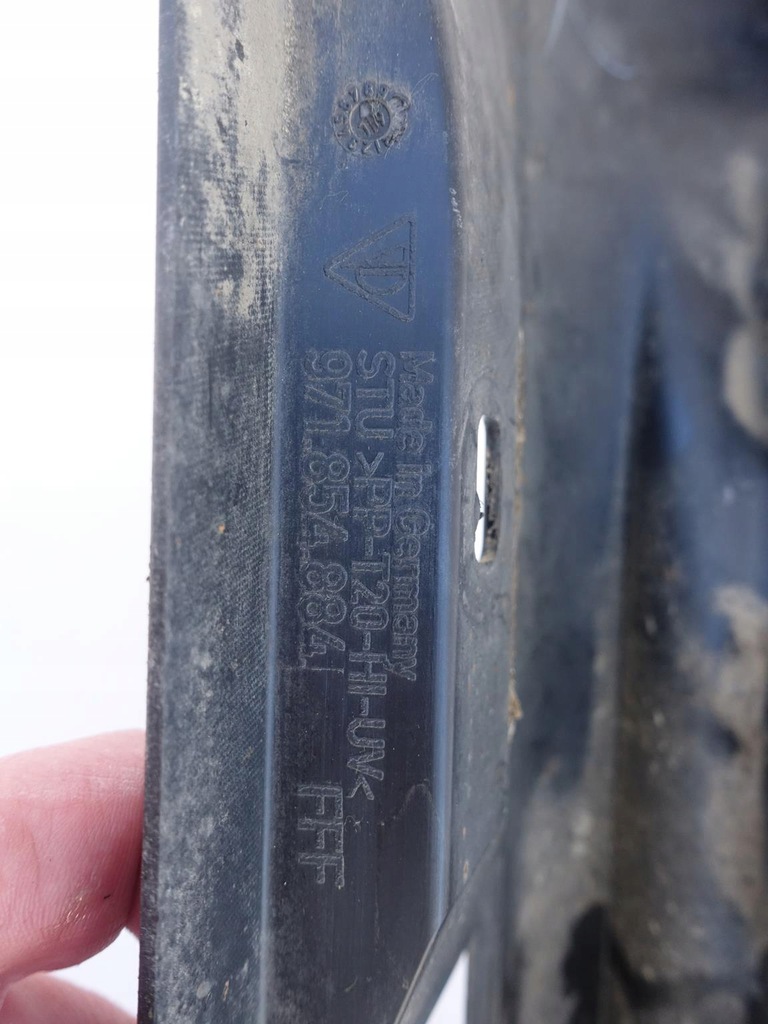 Made In Germany
STU >PP-T20-HI-UV<
971.854.884. FFF